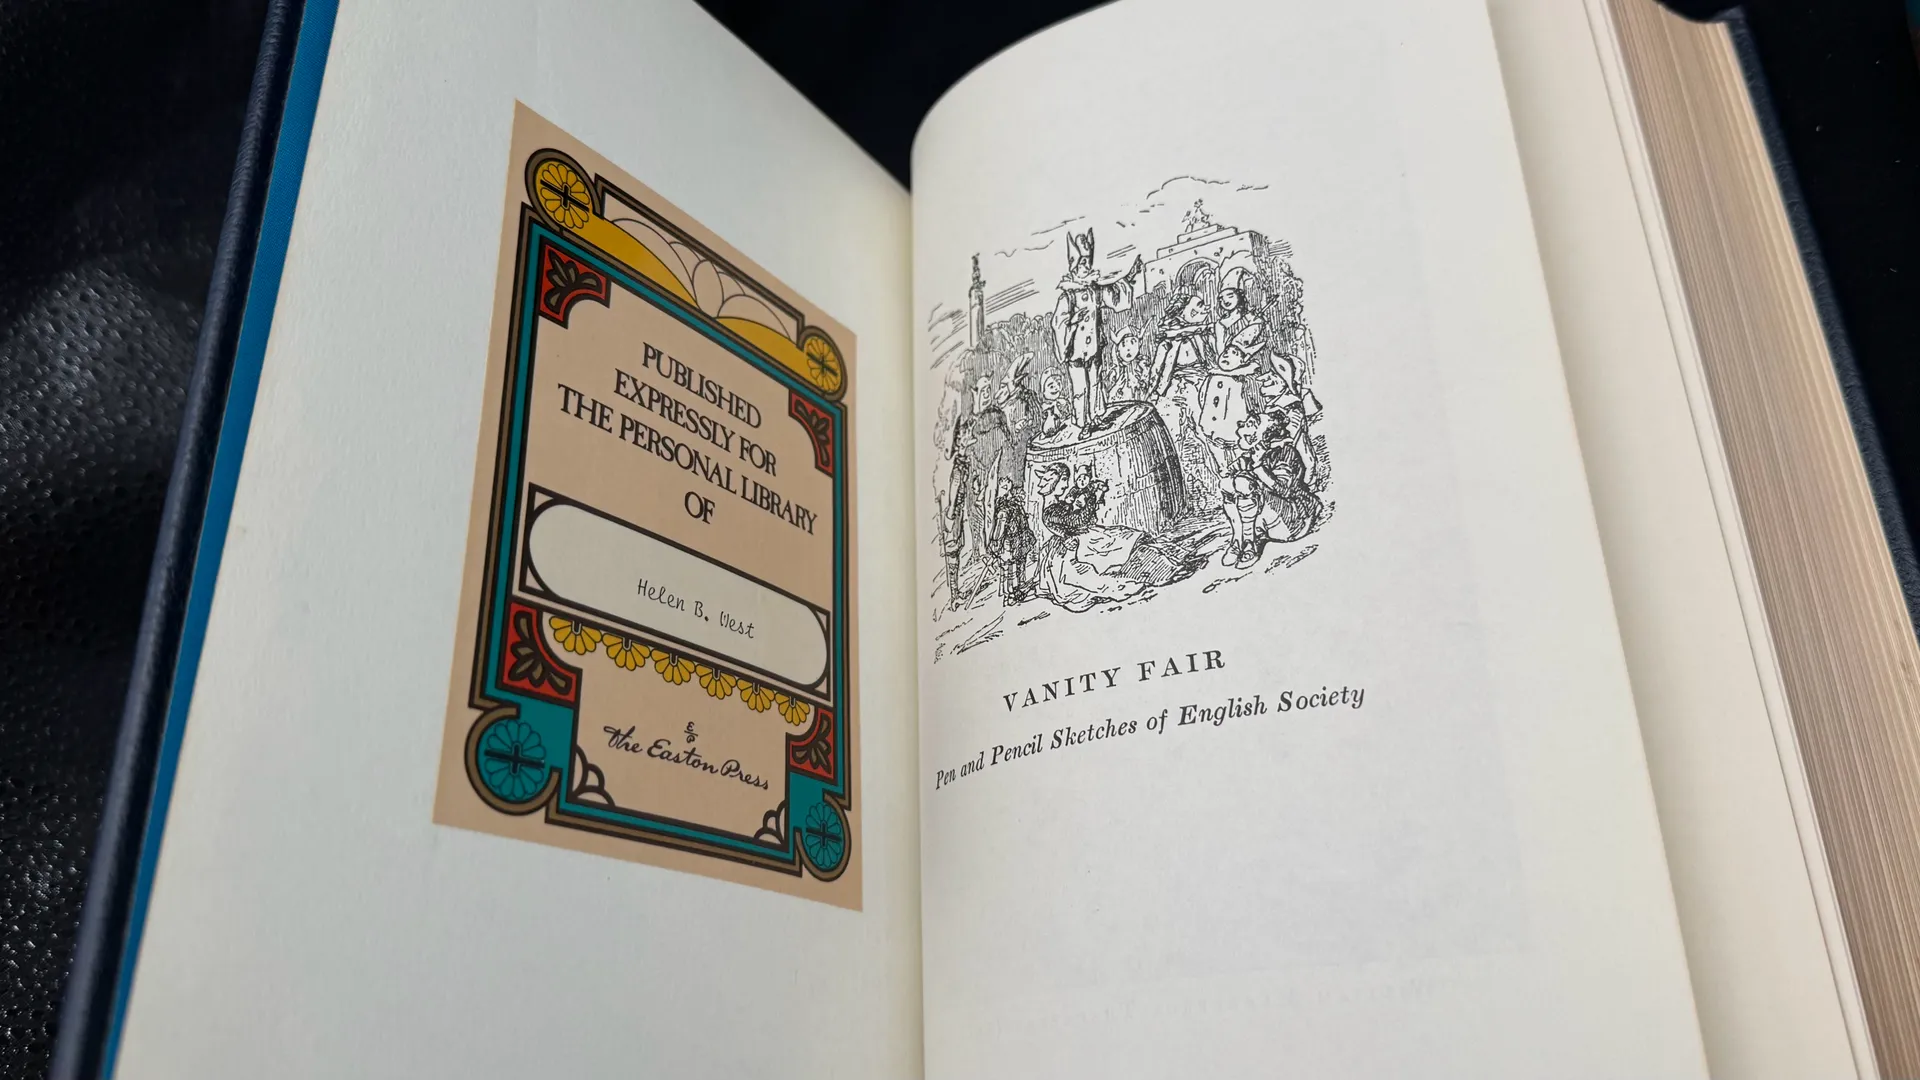 PUBLISHED
EXPRESSLY FOR
THE PERSONAL LIBRARY
OF
Helen B. West
E/P
The Easton Press
VANITY FAIR
Pen and Pencil Sketches of English Society